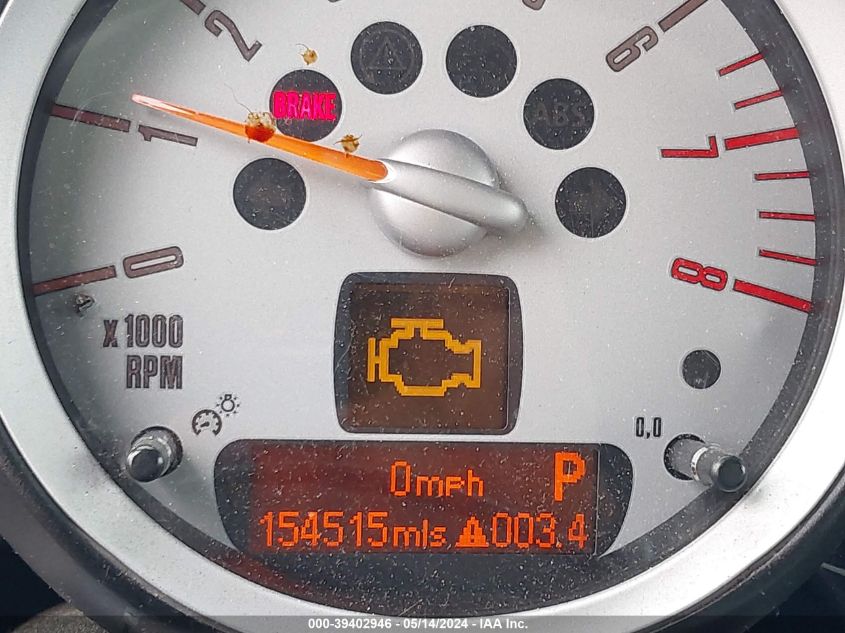 2
6
BRAKE
ABS
1
7
0
8
x 1000
RPM
0,0
0mph P
154515mls 003.4
000-39402946 - 05/14/2024 - IAA Inc.